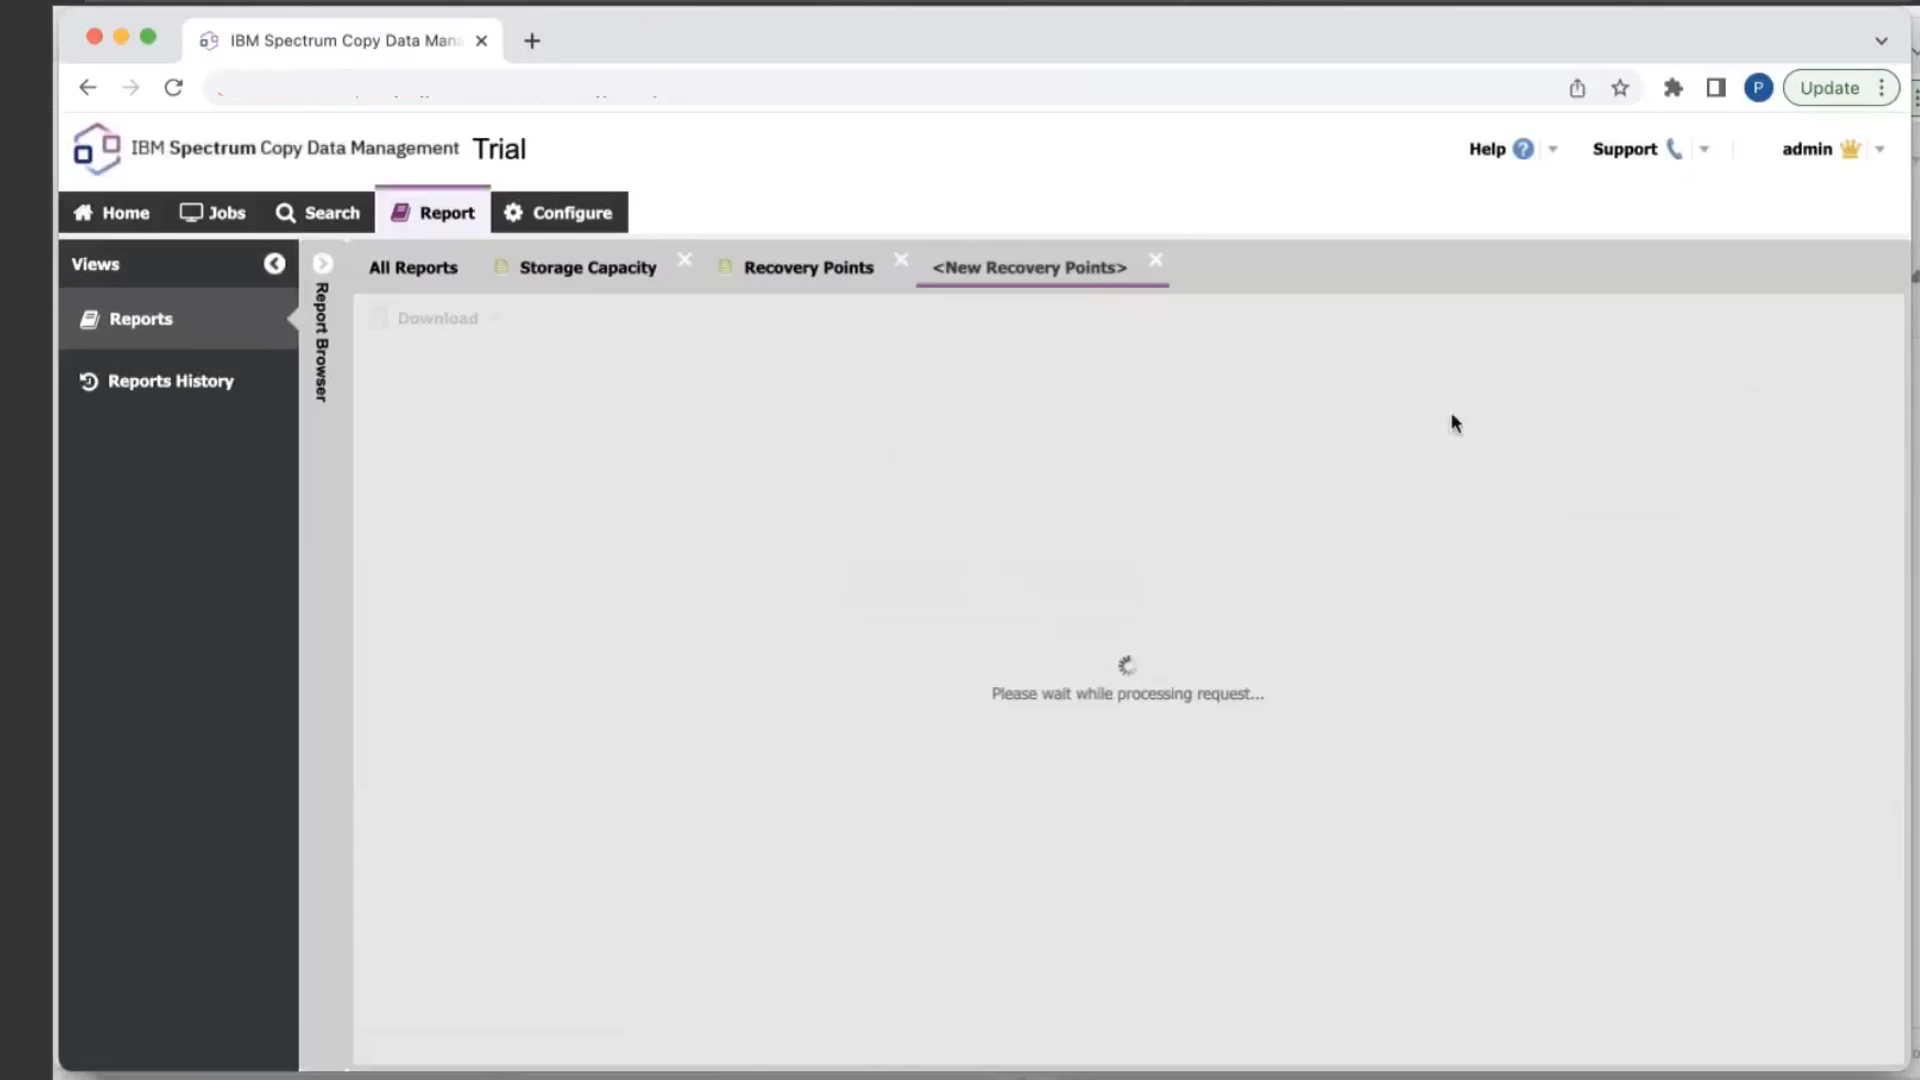 IBM Spectrum Copy Data Man
P
Update
IBM Spectrum Copy Data Management Trial
Help ?
Support
admin
Home
Jobs
Search
Report
Configure
Views
Reports
Reports History
Report Browser
All Reports
Storage Capacity
Recovery Points
<New Recovery Points>
Download
Please wait while processing request...